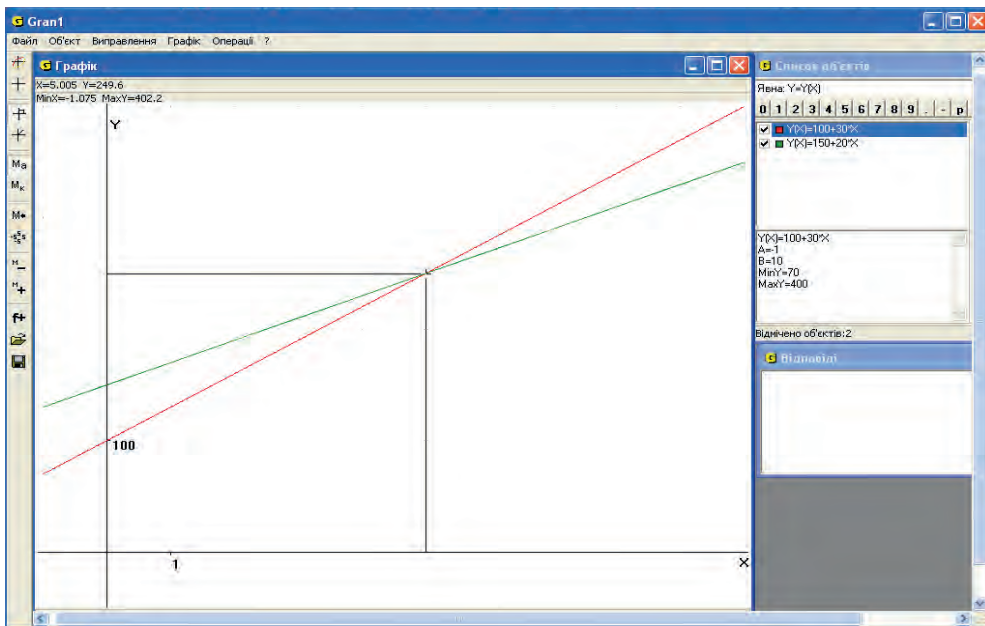 Gran1
Файл Об'єкт Виправлення Графік Операції ?
Графік
X=5.005 Y=249.6
MinX=-1.075 MaxY=402.2
Y
100
1
X
Ma
Mк
M+
M
M
f+
Список об'єктів
Явна: Y=Y(X)
0 1 2 3 4 5 6 7 8 9 . - p
Y(X)=100+30*X
Y(X)=150+20*X
Y(X)=100+30*X
A=-1
B=10
MinY=70
MaxY=400
Відмічено об'єктів:2
Відповіді